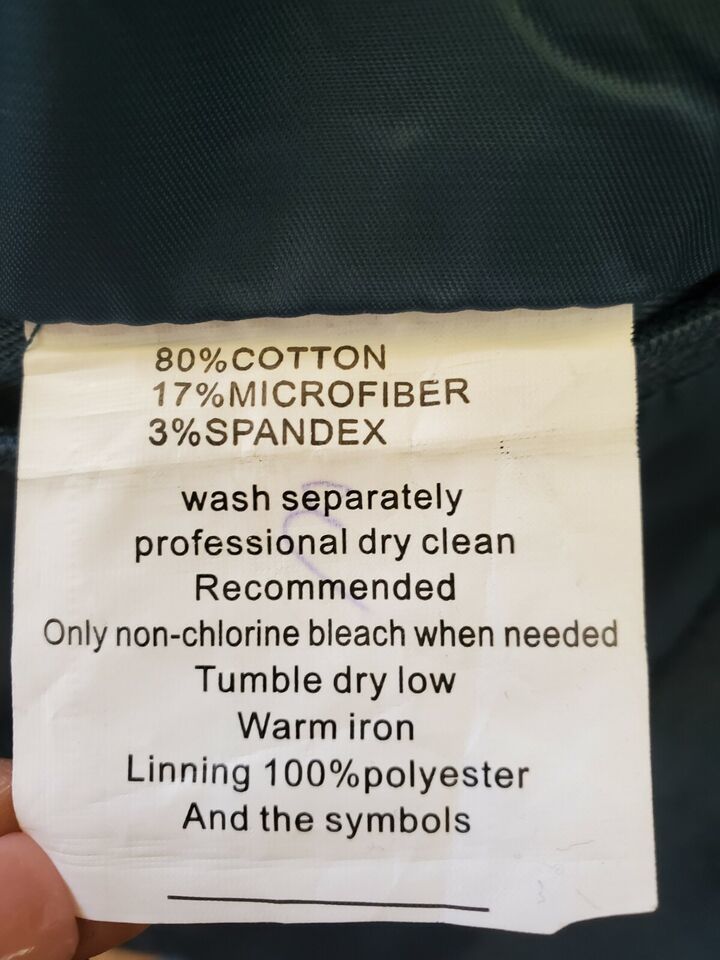 80%COTTON
17%MICROFIBER
3%SPANDEX
wash separately
professional dry clean
Recommended
Only non-chlorine bleach when needed
Tumble dry low
Warm iron
Linning 100%polyester
And the symbols